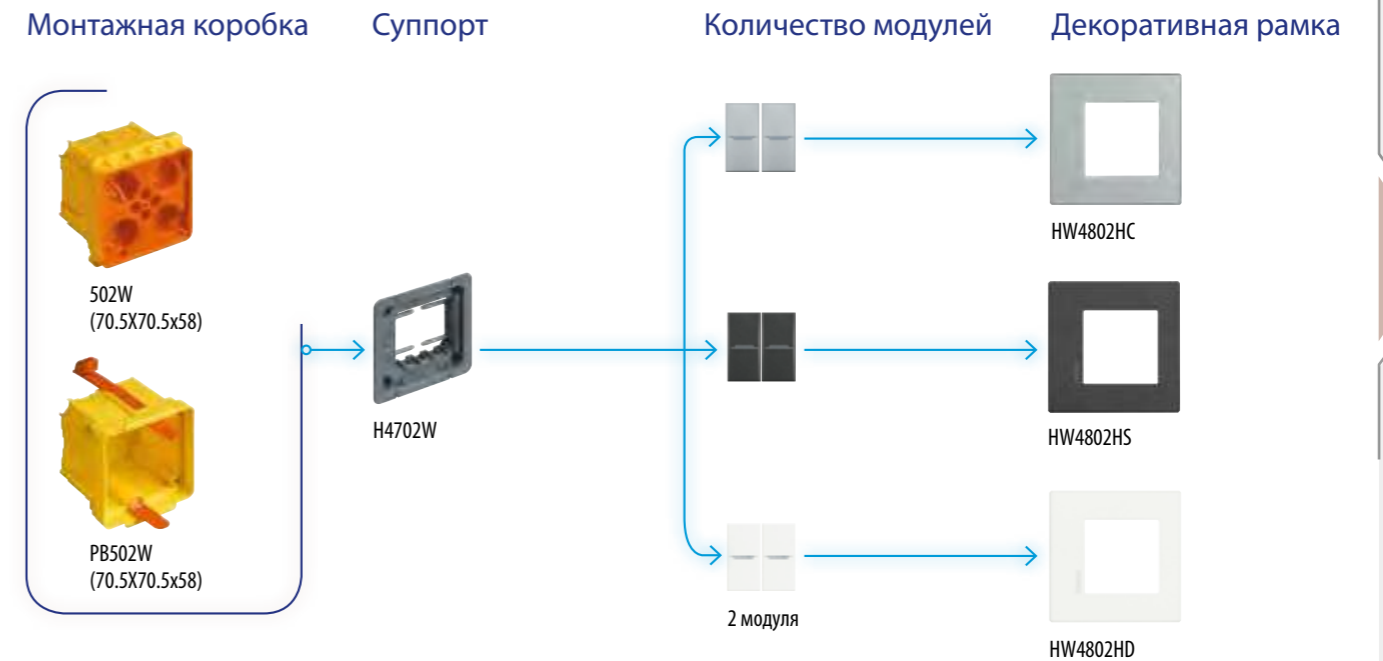 Монтажная коробка
Суппорт
Количество модулей
Декоративная рамка
502W
(70.5X70.5x58)
PB502W
(70.5X70.5x58)
H4702W
2 модуля
HW4802HC
HW4802HS
HW4802HD